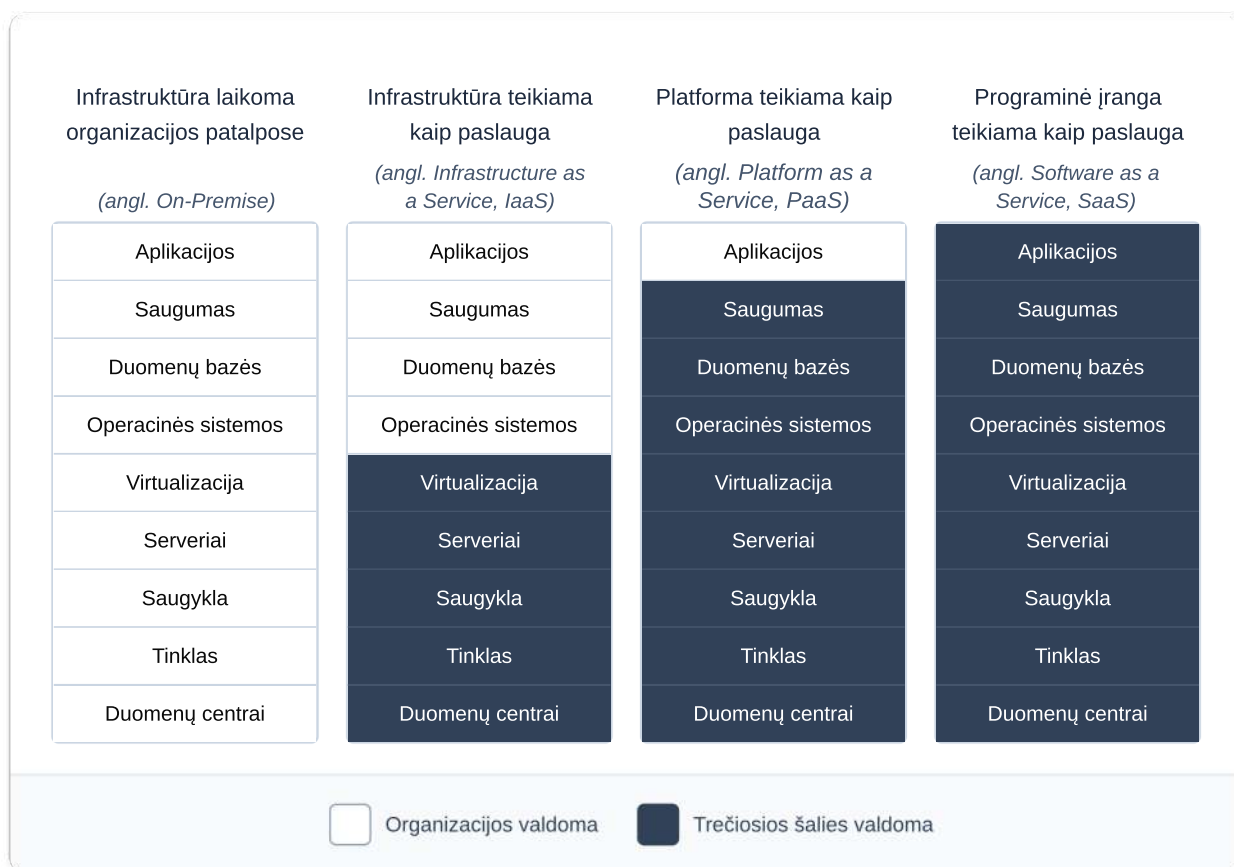 Infrastruktūra laikoma
organizacijos patalpose
(angl. On-Premise)
Aplikacijos
Saugumas
Duomenų bazės
Operacinės sistemos
Virtualizacija
Serveriai
Saugykla
Tinklas
Duomenų centrai
Infrastruktūra teikiama
kaip paslauga
(angl. Infrastructure as
a Service, IaaS)
Aplikacijos
Saugumas
Duomenų bazės
Operacinės sistemos
Virtualizacija
Serveriai
Saugykla
Tinklas
Duomenų centrai
Platforma teikiama kaip
paslauga
(angl. Platform as a
Service, PaaS)
Aplikacijos
Saugumas
Duomenų bazės
Operacinės sistemos
Virtualizacija
Serveriai
Saugykla
Tinklas
Duomenų centrai
Programinė įranga
teikiama kaip paslauga
(angl. Software as a
Service, SaaS)
Aplikacijos
Saugumas
Duomenų bazės
Operacinės sistemos
Virtualizacija
Serveriai
Saugykla
Tinklas
Duomenų centrai
Organizacijos valdoma
Trečiosios šalies valdoma